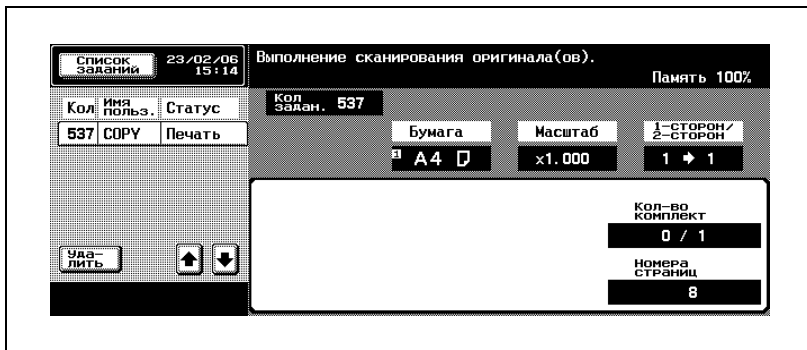 Список
заданий
23/02/06
15:14
Выполнение сканирования оригинала(ов).
Память 100%
Кол
Имя
польз.
Статус
537 COPY Печать
Кол
задан. 537
Бумага
Масштаб
1-сторон/
2-сторон
1 A4
x1.000
1 ➔ 1
Кол-во
комплект
0 / 1
Номера
страниц
8
Уда-
лить